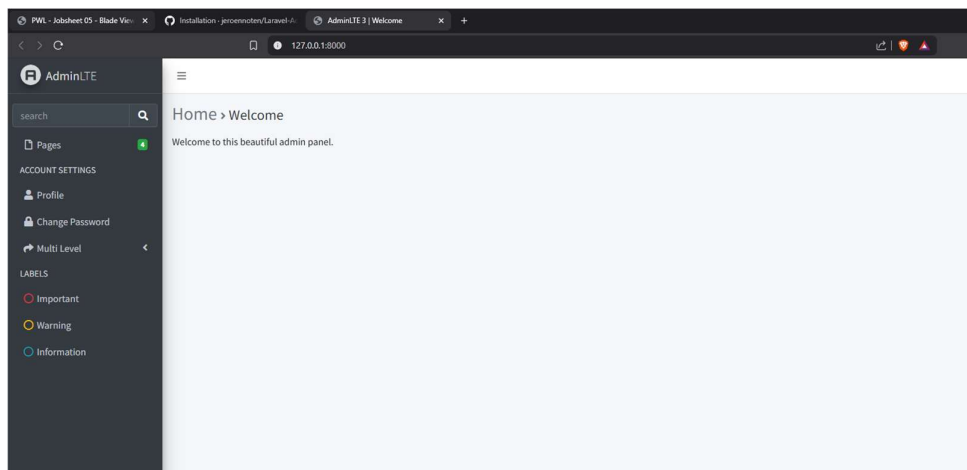 PWL - Jobsheet 05 - Blade View
Installation · jeroennoten/Laravel-A
AdminLTE 3 | Welcome
127.0.0.1:8000
AdminLTE
search
Home › Welcome
Welcome to this beautiful admin panel.
Pages 4
ACCOUNT SETTINGS
Profile
Change Password
Multi Level
LABELS
Important
Warning
Information